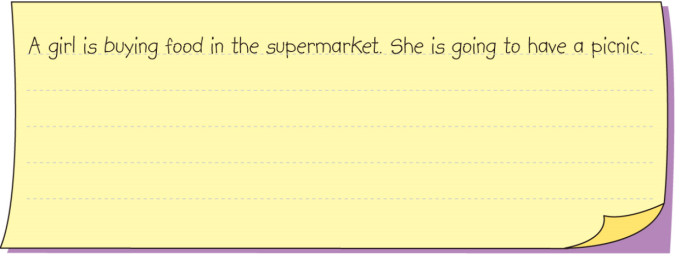 A girl is buying food in the supermarket. She is going to have a picnic.